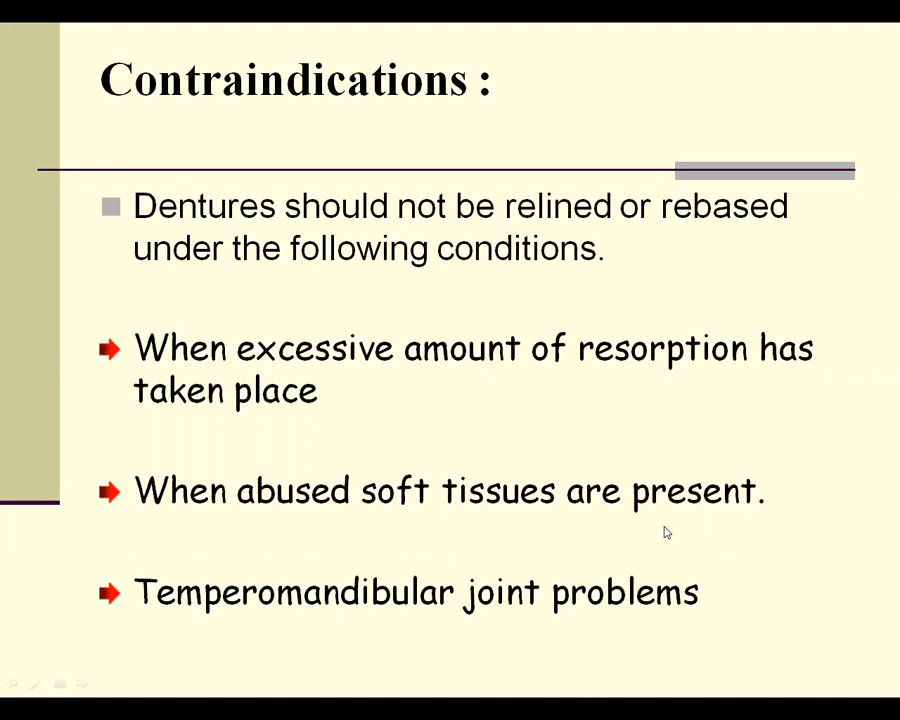 Contraindications :
Dentures should not be relined or rebased
under the following conditions.
When excessive amount of resorption has
taken place
When abused soft tissues are present.
Temperomandibular joint problems